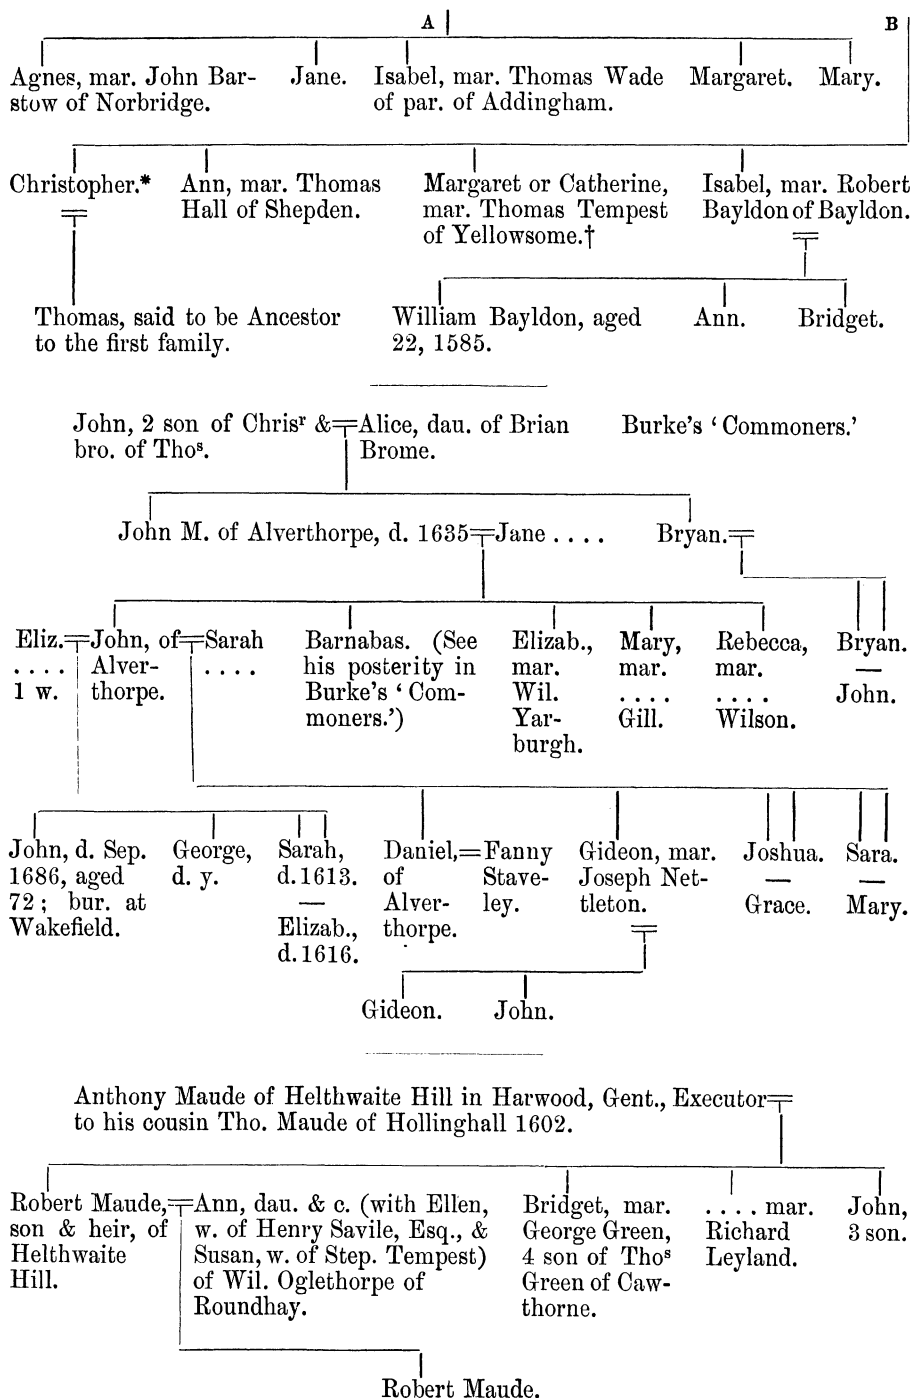 A B
Agnes, mar. John Bar-
stow of Norbridge.
Jane.
Isabel, mar. Thomas Wade
of par. of Addingham.
Margaret.
Mary.
Christopher.*
Ann, mar. Thomas
Hall of Shepden.
Margaret or Catherine,
mar. Thomas Tempest
of Yellowsome.†
Isabel, mar. Robert
Bayldon of Bayldon.
Thomas, said to be Ancestor
to the first family.
William Bayldon, aged
22, 1585.
Ann.
Bridget.
John, 2 son of Chrisʳ &
bro. of Thoˢ.
Alice, dau. of Brian
Brome.
Burke's ‘Commoners.’
John M. of Alverthorpe, d. 1635=Jane . . . .
Bryan.=
Eliz.
. . . .
1 w.
John, of
Alver-
thorpe.
Sarah
. . . .
Barnabas. (See
his posterity in
Burke's ‘Com-
moners.’)
Elizab.,
mar.
Wil.
Yar-
burgh.
Mary,
mar.
. . . .
Gill.
Rebecca,
mar.
. . . .
Wilson.
Bryan.
—
John.
John, d. Sep.
1686, aged
72; bur. at
Wakefield.
George,
d. y.
Sarah,
d. 1613.
—
Elizab.,
d. 1616.
Daniel,=
of
Alver-
thorpe.
Fanny
Stave-
ley.
Gideon, mar.
Joseph Net-
tleton.
Joshua.
—
Grace.
Sara.
—
Mary.
Gideon.
John.
Anthony Maude of Helthwaite Hill in Harwood, Gent., Executor=
to his cousin Tho. Maude of Hollinghall 1602.
Robert Maude,=
son & heir, of
Helthwaite
Hill.
Ann, dau. & c. (with Ellen,
w. of Henry Savile, Esq., &
Susan, w. of Step. Tempest)
of Wil. Oglethorpe of
Roundhay.
Bridget, mar.
George Green,
4 son of Thoˢ
Green of Caw-
thorne.
. . . . mar.
Richard
Leyland.
John,
3 son.
Robert Maude.